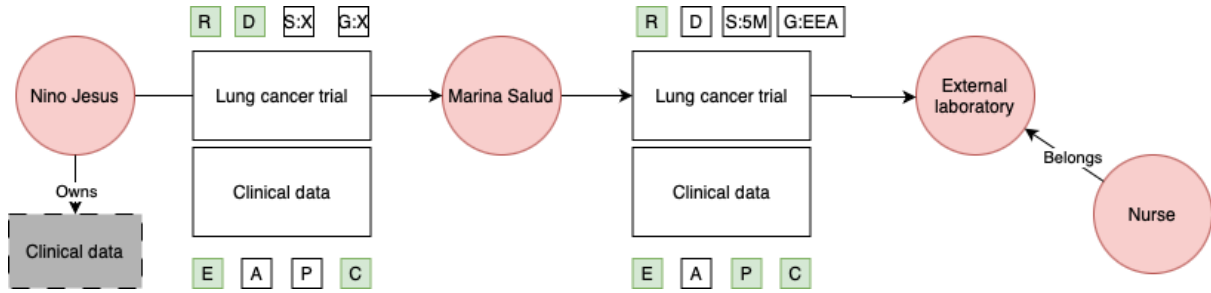 R D S:X G:X
R D S:5M G:EEA
Nino Jesus
Lung cancer trial
Marina Salud
Lung cancer trial
External
laboratory
Belongs
Owns
Clinical data
Clinical data
Nurse
Clinical data
E A P C
E A P C